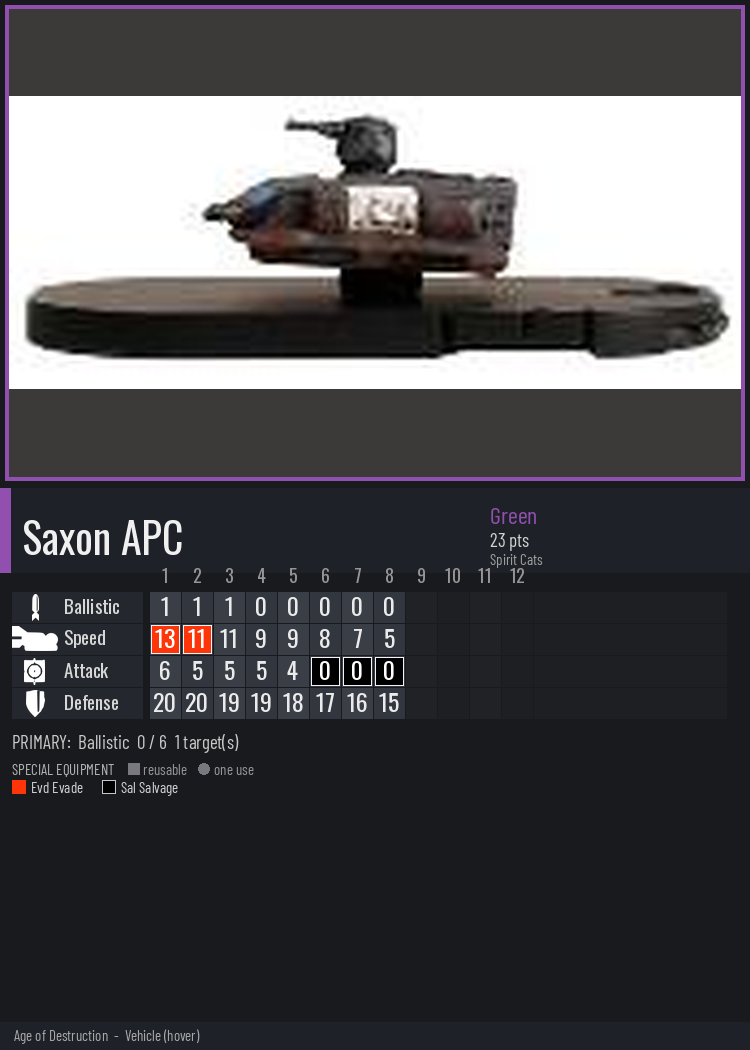 Saxon APC
Green
23 pts
Spirit Cats
1 2 3 4 5 6 7 8 9 10 11 12
Ballistic 1 1 1 0 0 0 0 0
Speed 13 11 11 9 9 8 7 5
Attack 6 5 5 5 4 0 0 0
Defense 20 20 19 19 18 17 16 15
PRIMARY: Ballistic 0 / 6 1 target(s)
SPECIAL EQUIPMENT reusable one use
Evd Evade Sal Salvage
Age of Destruction - Vehicle (hover)